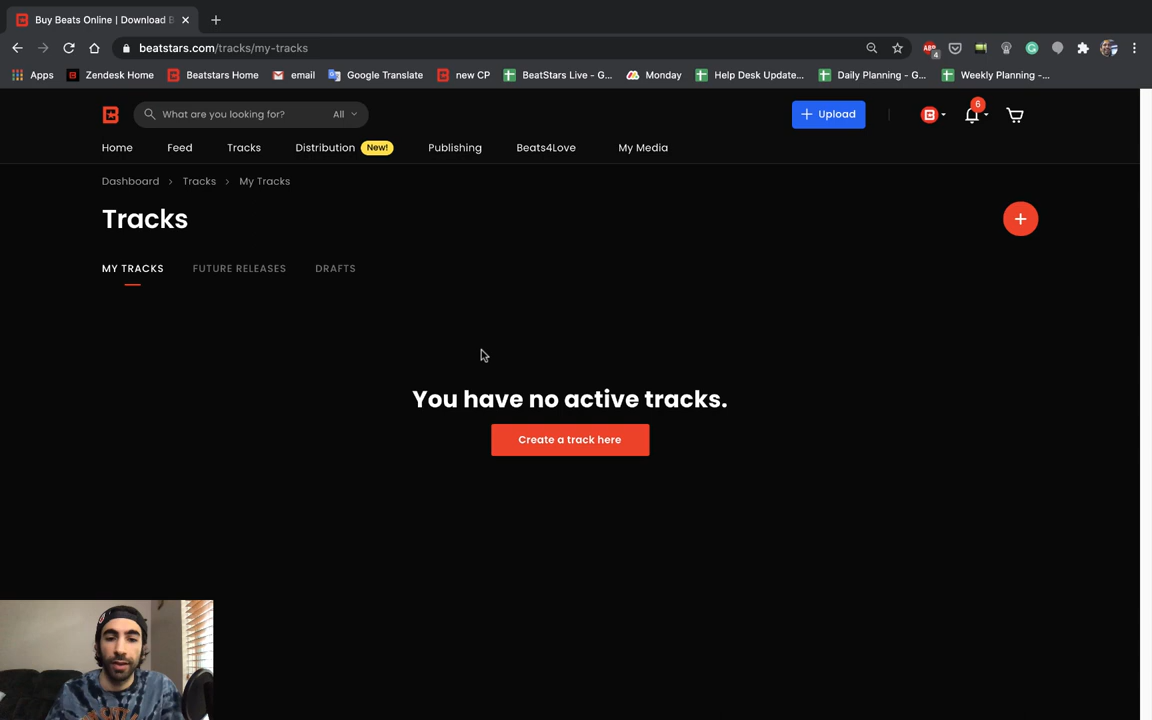 Buy Beats Online | Download B
beatstars.com/tracks/my-tracks
4
Apps Zendesk Home Beatstars Home email Google Translate new CP BeatStars Live - G... Monday Help Desk Update... Daily Planning - G... Weekly Planning -...
What are you looking for? All Upload 6
Home Feed Tracks Distribution New! Publishing Beats4Love My Media
Dashboard > Tracks > My Tracks
Tracks
MY TRACKS FUTURE RELEASES DRAFTS
You have no active tracks.
Create a track here